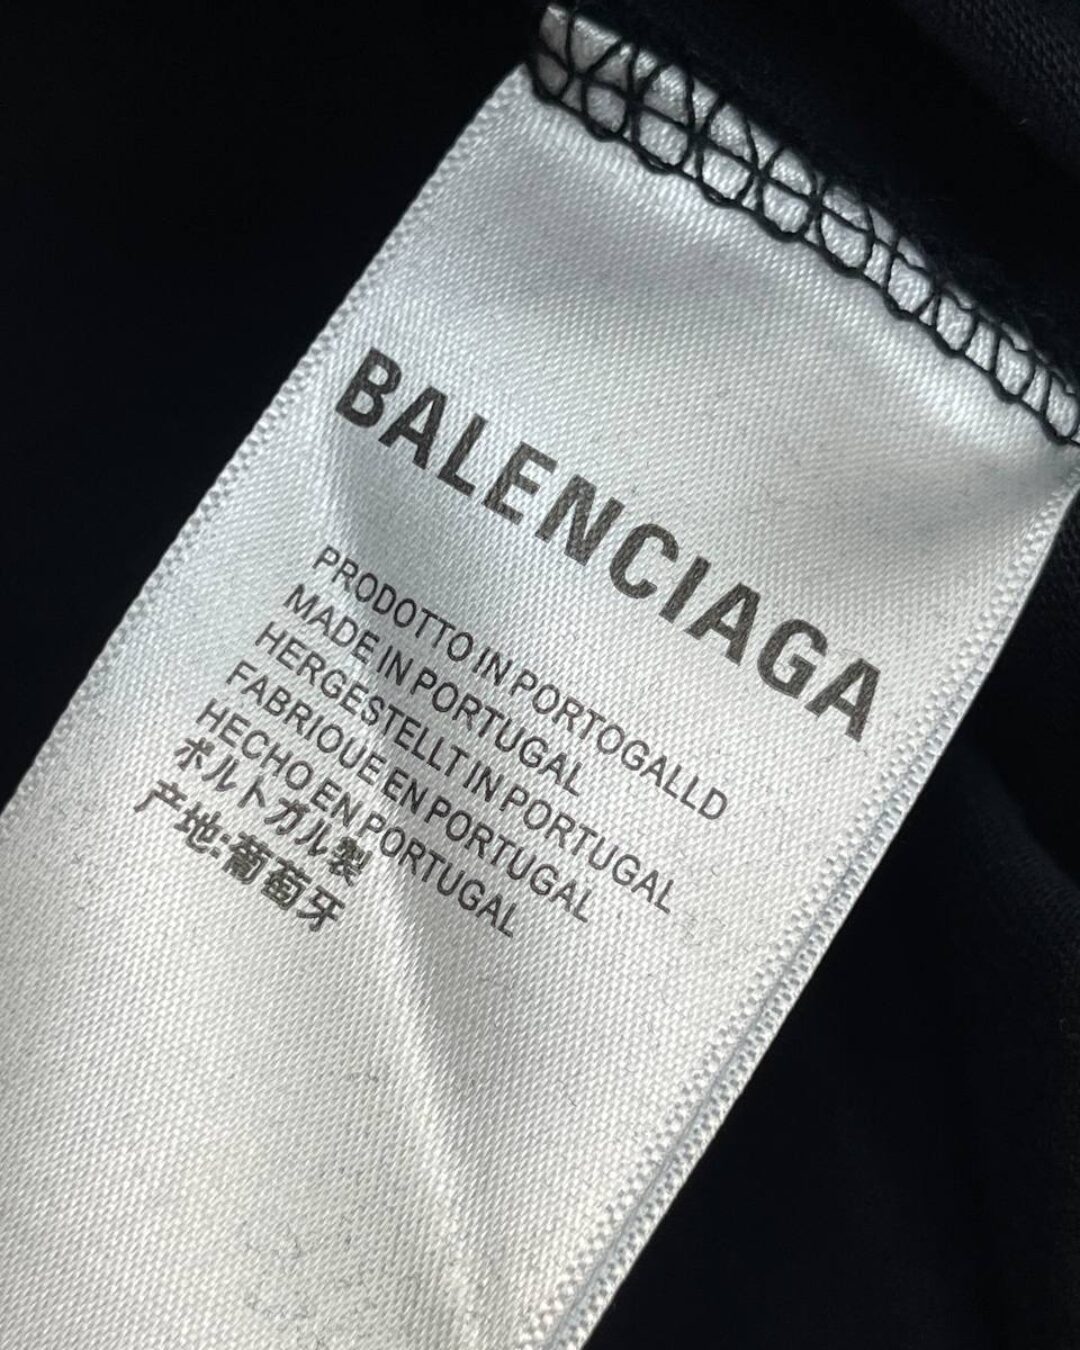 BALENCIAGA
PRODOTTO IN PORTOGALLD
MADE IN PORTUGAL
HERGESTELLT IN PORTUGAL
FABRIOUE EN PORTUGAL
HECHO EN PORTUGAL
ポルトガル製
产地:葡萄牙